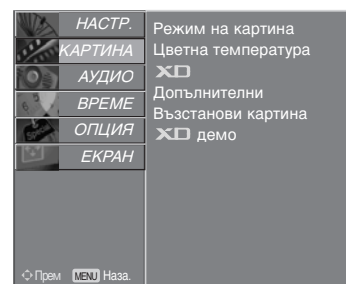 НАСТР.
КАРТИНА
АУДИО
ВРЕМЕ
ОПЦИЯ
ЕКРАН
Режим на картина
Цветна температура
XD
Допълнителни
Възстанови картина
XD демо
Прем MENU Наза.